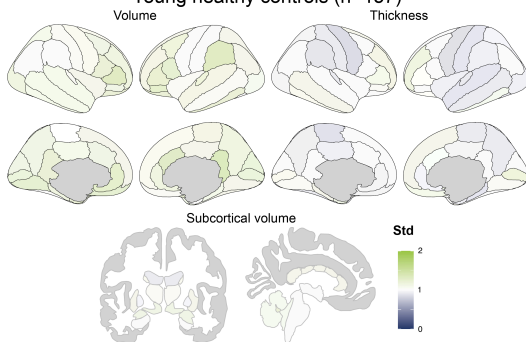 Young healthy controls
Volume
Thickness
Subcortical volume
Std
2
1
0